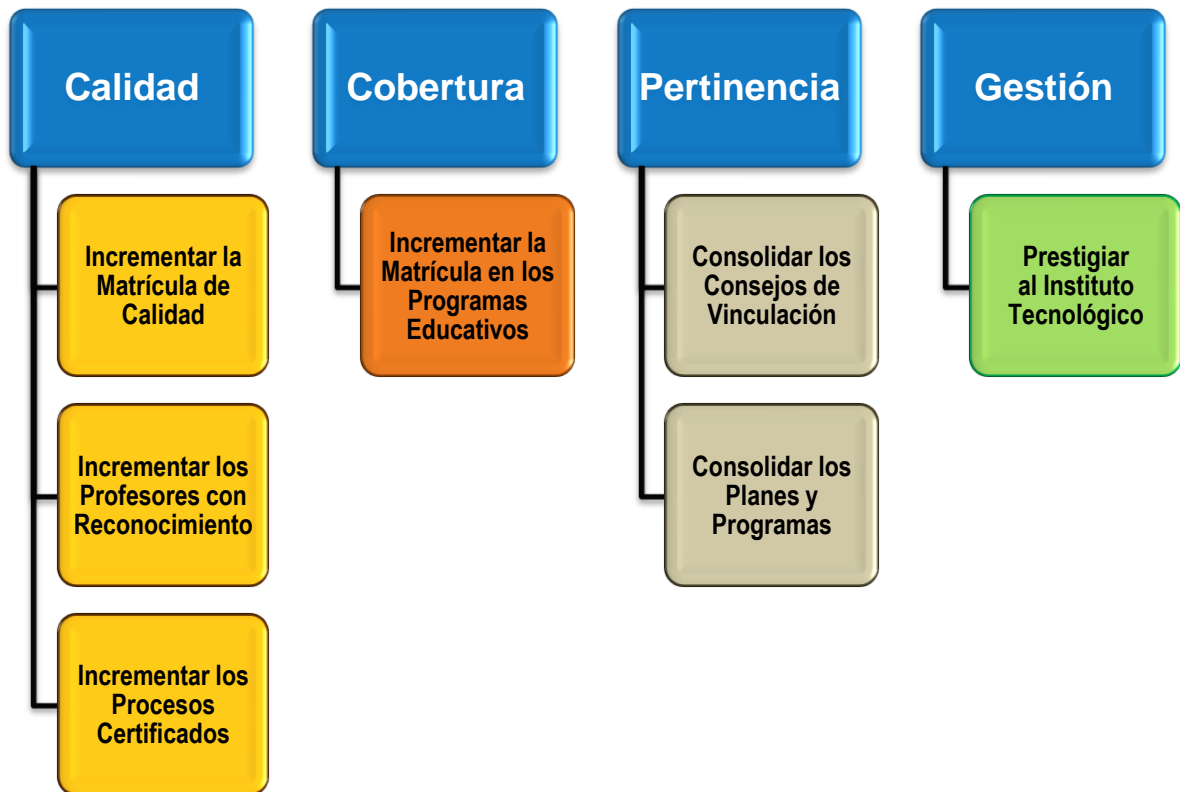 Calidad
Incrementar la
Matrícula de
Calidad
Incrementar los
Profesores con
Reconocimiento
Incrementar los
Procesos
Certificados
Cobertura
Incrementar la
Matrícula en los
Programas
Educativos
Pertinencia
Consolidar los
Consejos de
Vinculación
Consolidar los
Planes y
Programas
Gestión
Prestigiar
al Instituto
Tecnológico